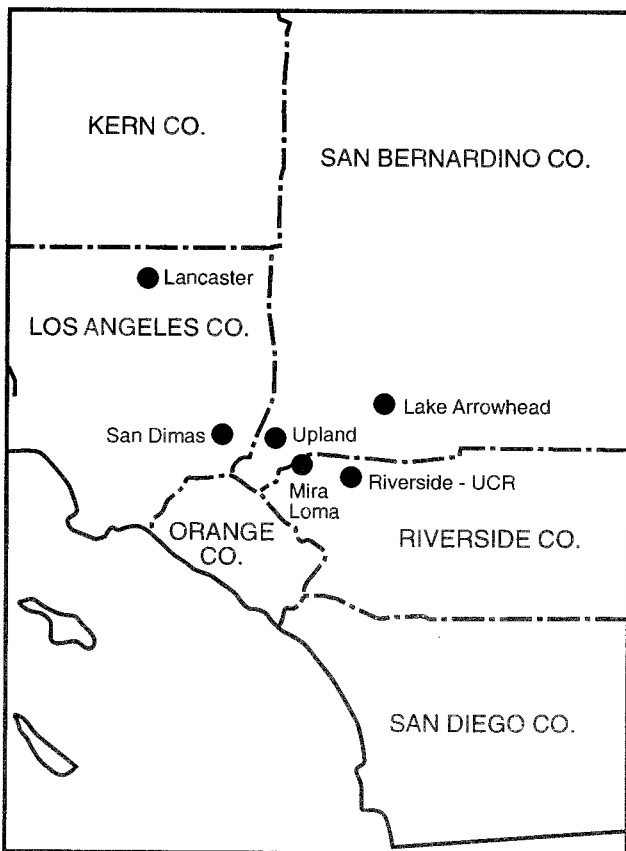 KERN CO.
SAN BERNARDINO CO.
Lancaster
LOS ANGELES CO.
Lake Arrowhead
San Dimas
Upland
Riverside - UCR
Mira
Loma
ORANGE
CO.
RIVERSIDE CO.
SAN DIEGO CO.